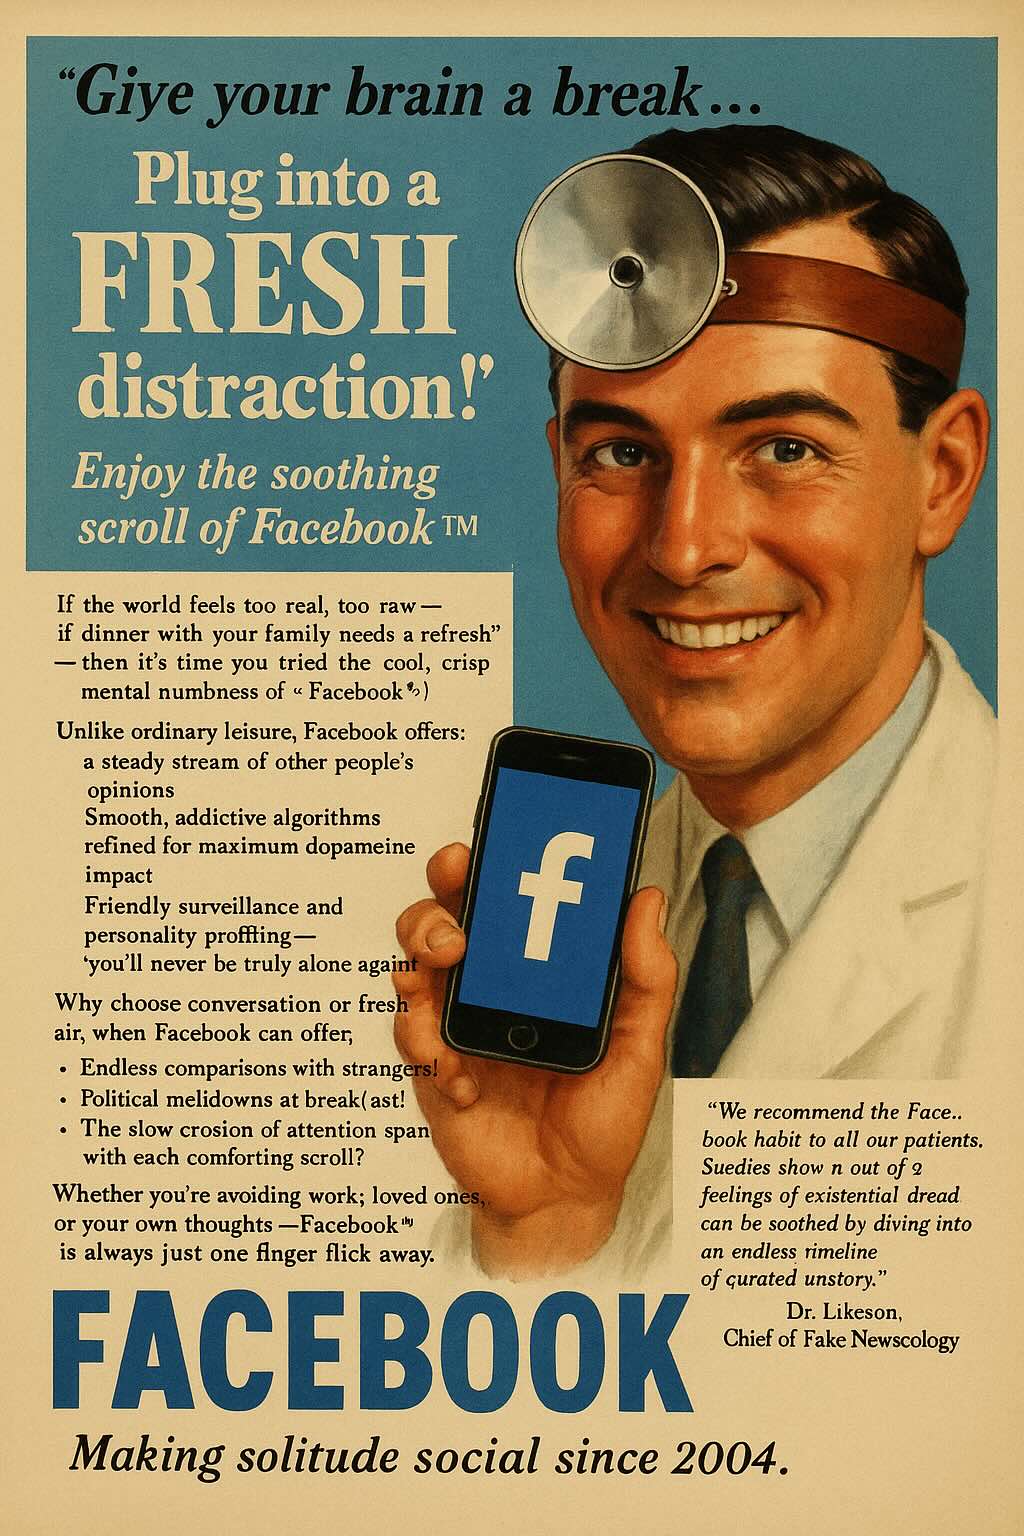 “Giye your brain a break...
Plug into a
FRESH
distraction!”
Enjoy the soothing
scroll of Facebook™
If the world feels too real, too raw—
if dinner with your family needs a refresh”
— then it’s time you tried the cool, crisp
mental numbness of “ Facebook )
Unlike ordinary leisure, Facebook offers:
a steady stream of other people’s
opinions
Smooth, addictive algorithms
refined for maximum dopameine
impact
Friendly surveillance and
personality proffting—
‘you’ll never be truly alone againt
Why choose conversation or fresh
air, when Facebook can offer;
• Endless comparisons with strangers!
• Political melidowns at break(ast!
• The slow crosion of attention span
with each comforting scroll?
Whether you’re avoiding work; loved ones,
or your own thoughts —Facebook
is always just one finger flick away.
f
“We recommend the Face..
book habit to all our patients.
Suedies show n out of 2
feelings of existential dread
can be soothed by diving into
an endless rimeline
of qurated unstory.”
Dr. Likeson,
Chief of Fake Newscology
FACEBOOK
Making solitude social since 2004.